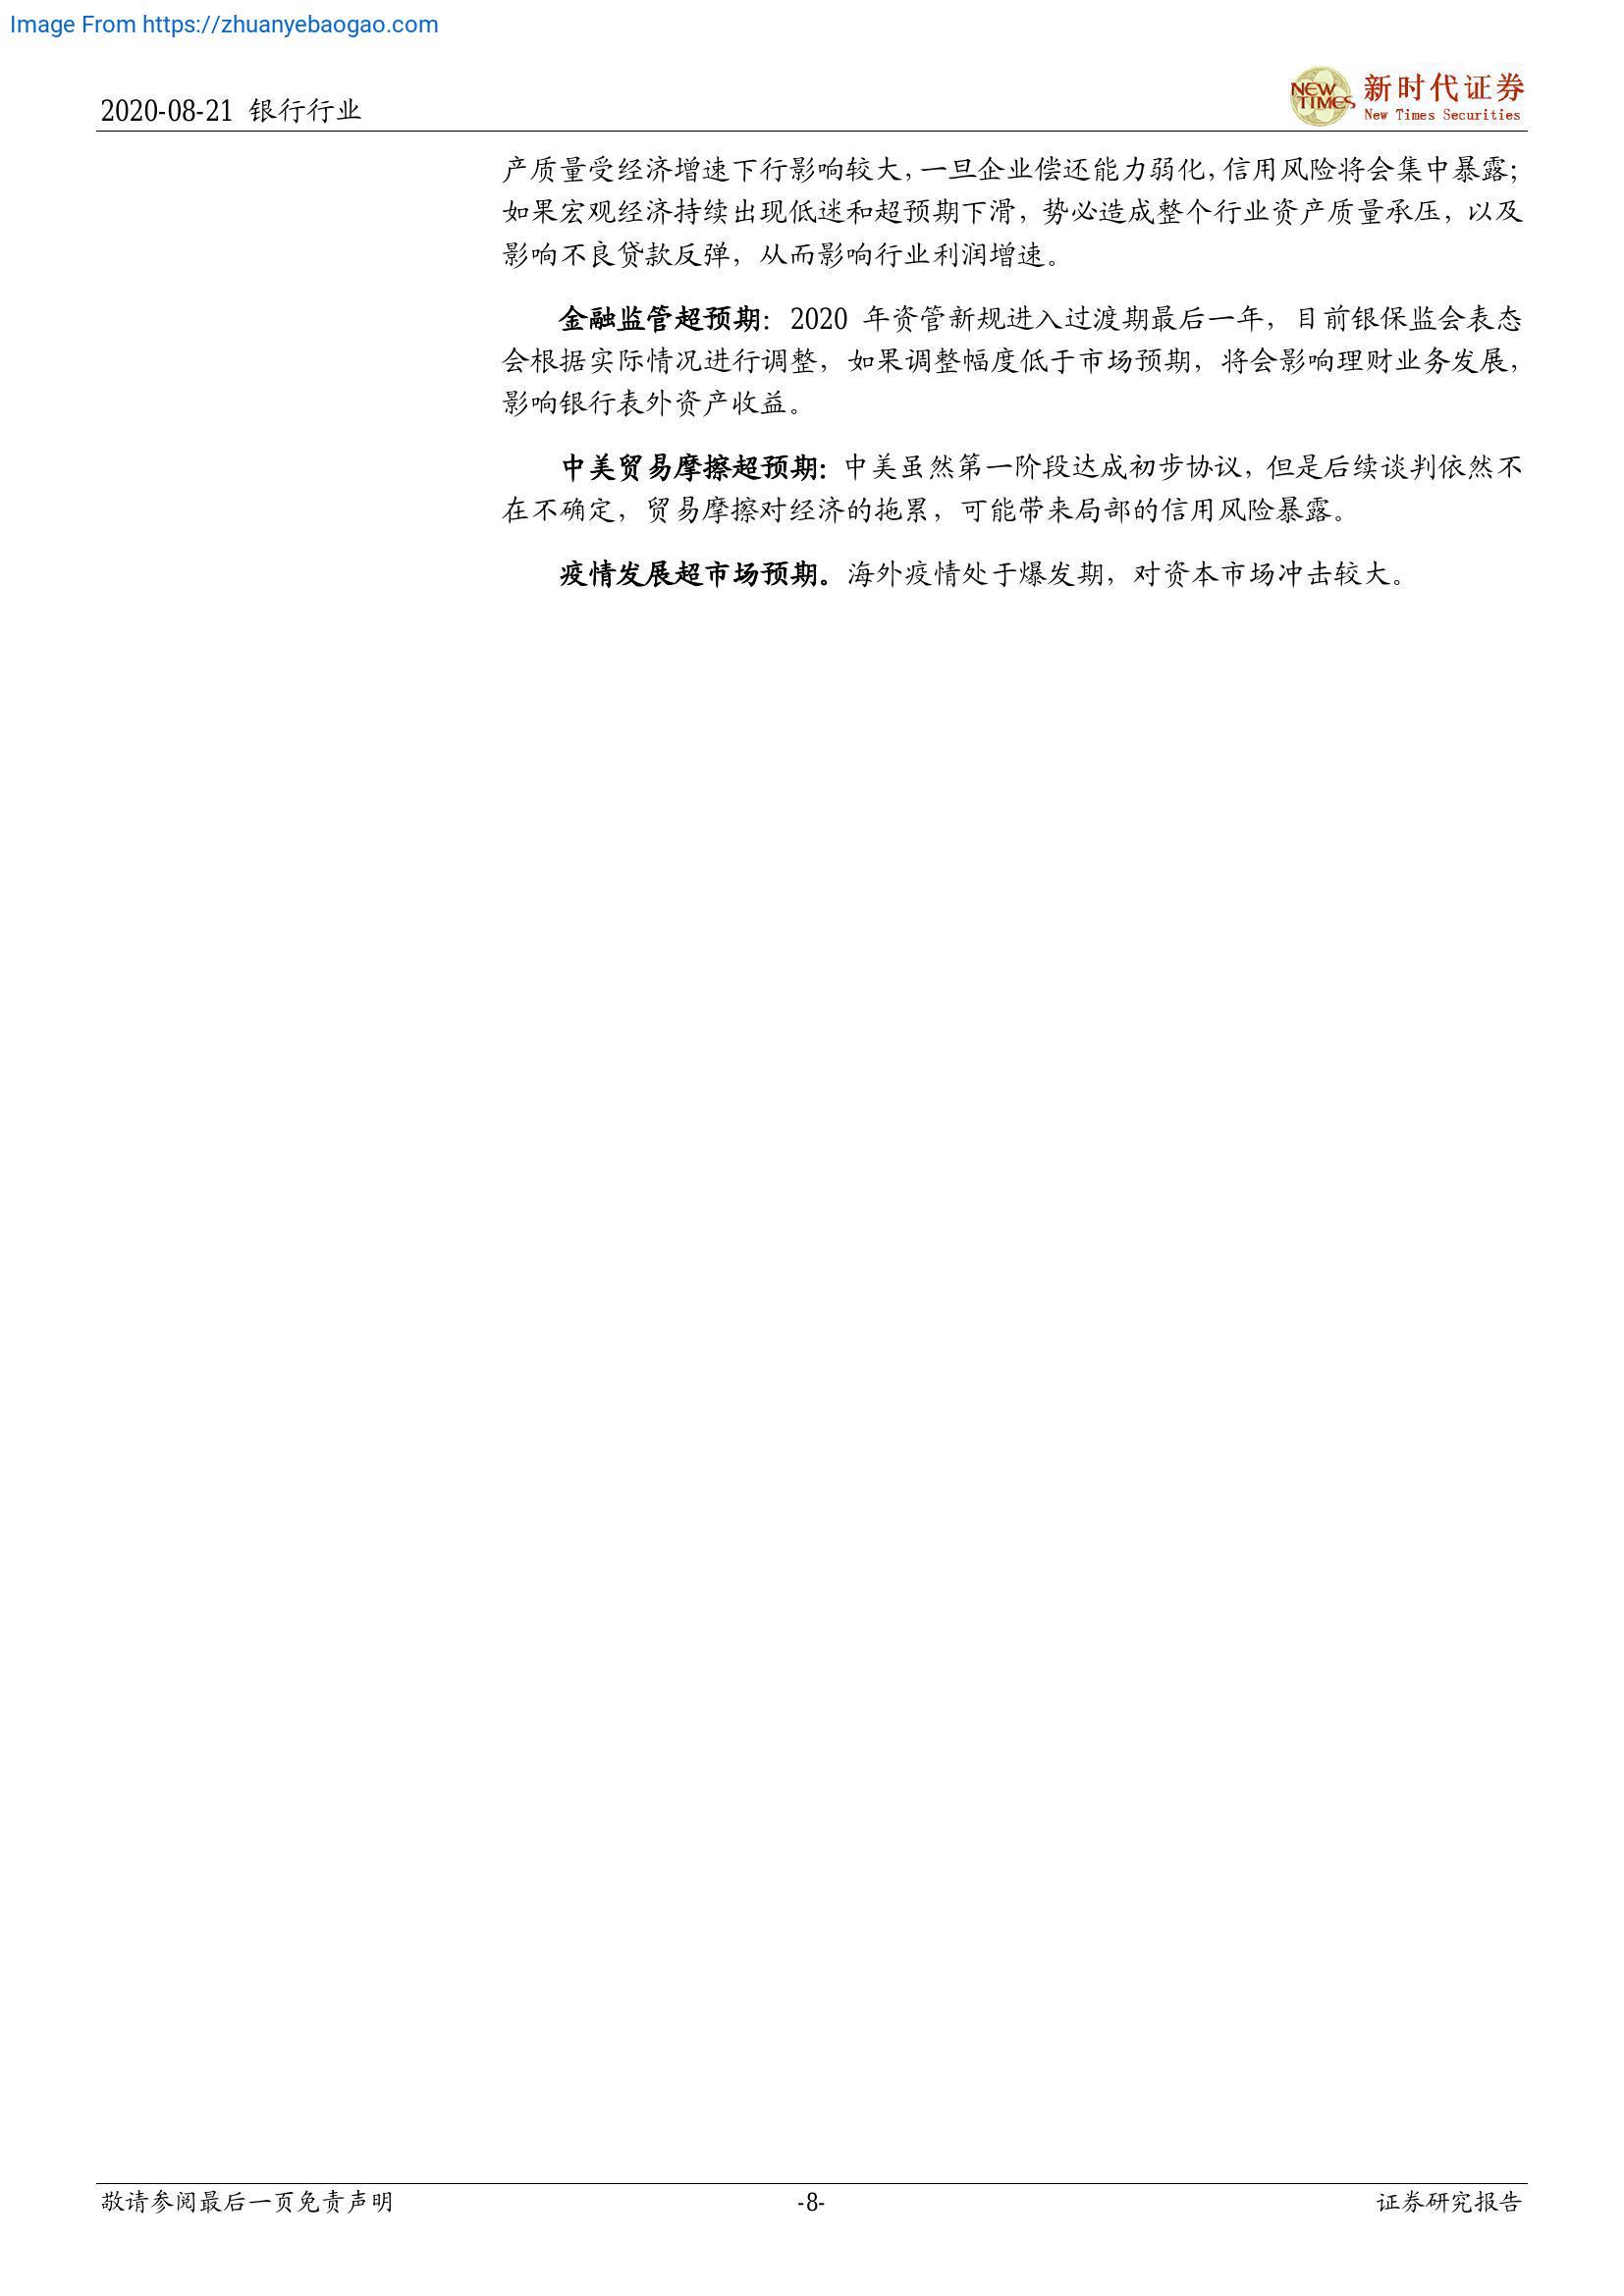 Image From https://zhuanyebaogao.com
2020-08-21 银行行业
NEW TIMES
新时代证券
New Times Securities
产质量受经济增速下行影响较大，一旦企业偿还能力弱化，信用风险将会集中暴露；
如果宏观经济持续出现低迷和超预期下滑，势必造成整个行业资产质量承压，以及
影响不良贷款反弹，从而影响行业利润增速。
金融监管超预期：2020 年资管新规进入过渡期最后一年，目前银保监会表态
会根据实际情况进行调整，如果调整幅度低于市场预期，将会影响理财业务发展，
影响银行表外资产收益。
中美贸易摩擦超预期：中美虽然第一阶段达成初步协议，但是后续谈判依然不
在不确定，贸易摩擦对经济的拖累，可能带来局部的信用风险暴露。
疫情发展超市场预期。海外疫情处于爆发期，对资本市场冲击较大。
敬请参阅最后一页免责声明
-8-
证券研究报告